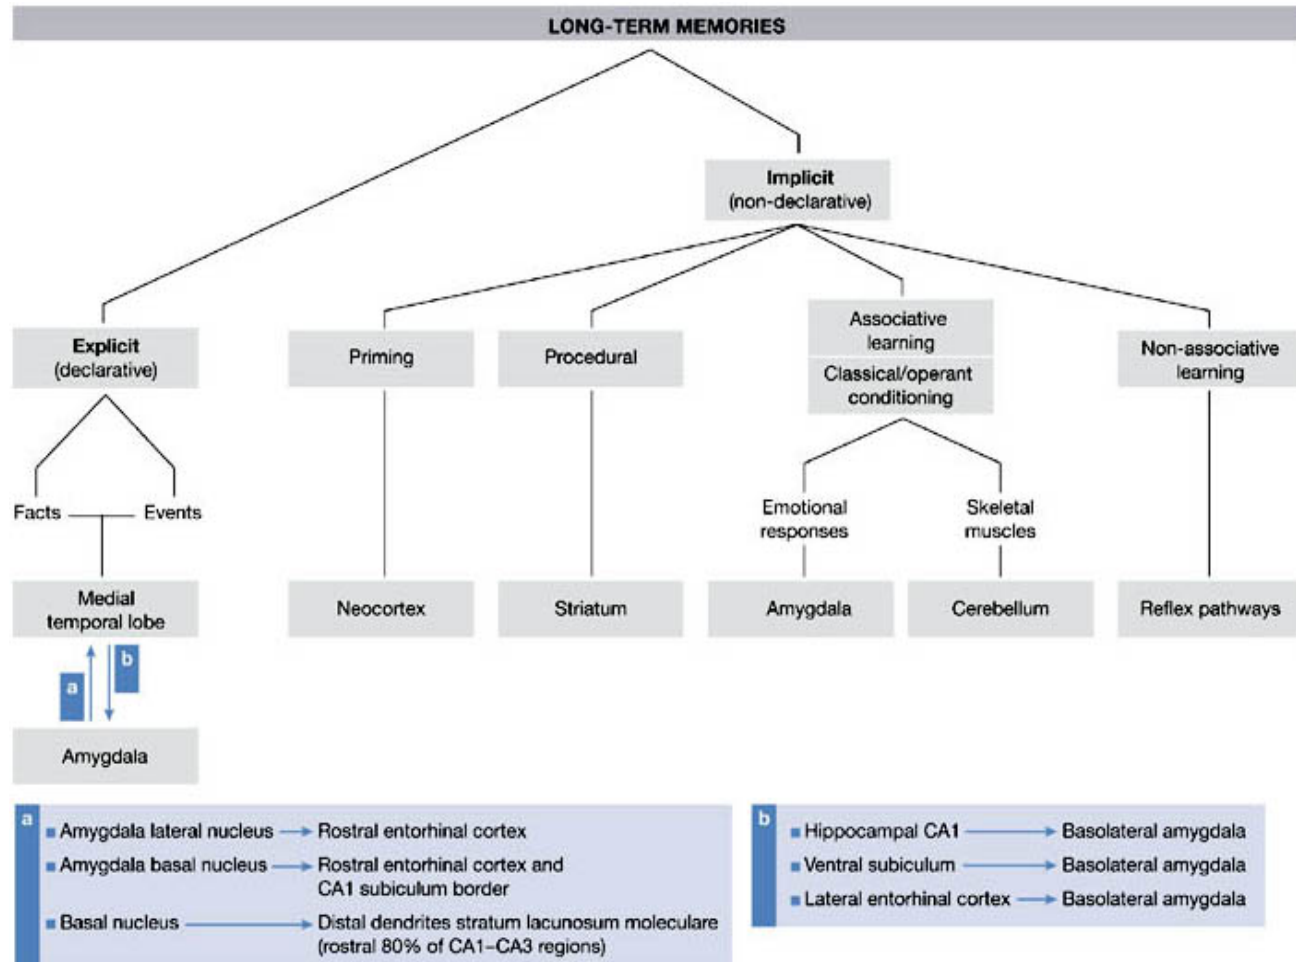 LONG-TERM MEMORIES
Implicit
(non-declarative)
Explicit
(declarative)
Priming
Procedural
Associative
learning
Classical/operant
conditioning
Non-associative
learning
Facts
Events
Emotional
responses
Skeletal
muscles
Medial
temporal lobe
Neocortex
Striatum
Amygdala
Cerebellum
Reflex pathways
a
b
Amygdala
a
Amygdala lateral nucleus
Rostral entorhinal cortex
Amygdala basal nucleus
Rostral entorhinal cortex and
CA1 subiculum border
Basal nucleus
Distal dendrites stratum lacunosum moleculare
(rostral 80% of CA1–CA3 regions)
b
Hippocampal CA1
Basolateral amygdala
Ventral subiculum
Basolateral amygdala
Lateral entorhinal cortex
Basolateral amygdala